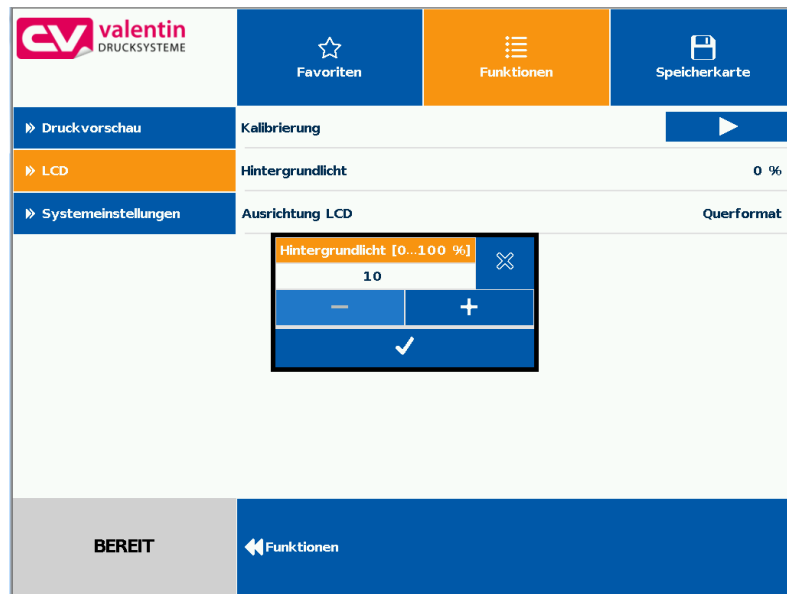 valentin
DRUCKSYSTEME
Favoriten
Funktionen
Speicherkarte
Druckvorschau
Kalibrierung
LCD
Hintergrundlicht
0 %
Systemeinstellungen
Ausrichtung LCD
Querformat
Hintergrundlicht [0...100 %]
10
BEREIT
Funktionen